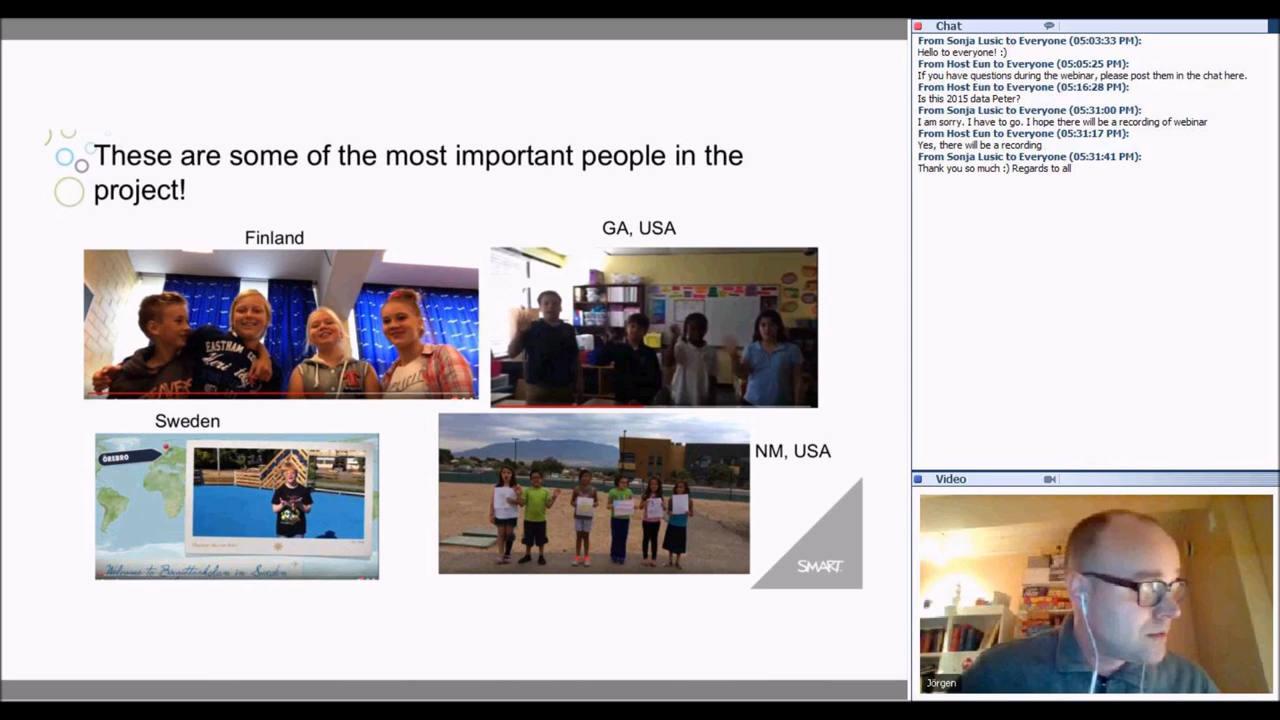 These are some of the most important people in the
project!
Finland
GA, USA
EASTHAM
Sweden
ÖREBRO
NM, USA
SMART
Chat
From Sonja Lusic to Everyone (05:03:33 PM):
Hello to everyone! :)
From Host Eun to Everyone (05:05:25 PM):
If you have questions during the webinar, please post them in the chat here.
From Host Eun to Everyone (05:16:28 PM):
Is this 2015 data Peter?
From Sonja Lusic to Everyone (05:31:00 PM):
I am sorry. I have to go. I hope there will be a recording of webinar
From Host Eun to Everyone (05:31:17 PM):
Yes, there will be a recording
From Sonja Lusic to Everyone (05:31:41 PM):
Thank you so much :) Regards to all
Video
Jörgen